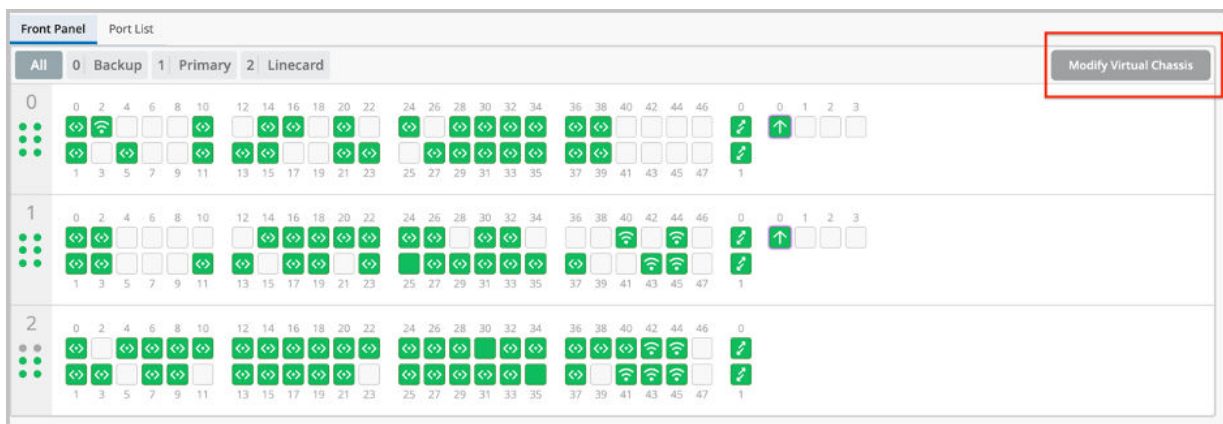 Front Panel Port List
All 0 Backup 1 Primary 2 Linecard Modify Virtual Chassis
0 0 2 4 6 8 10 12 14 16 18 20 22 24 26 28 30 32 34 36 38 40 42 44 46 0 0 1 2 3
1 3 5 7 9 11 13 15 17 19 21 23 25 27 29 31 33 35 37 39 41 43 45 47 1
1 0 2 4 6 8 10 12 14 16 18 20 22 24 26 28 30 32 34 36 38 40 42 44 46 0 0 1 2 3
1 3 5 7 9 11 13 15 17 19 21 23 25 27 29 31 33 35 37 39 41 43 45 47 1
2 0 2 4 6 8 10 12 14 16 18 20 22 24 26 28 30 32 34 36 38 40 42 44 46 0
1 3 5 7 9 11 13 15 17 19 21 23 25 27 29 31 33 35 37 39 41 43 45 47 1